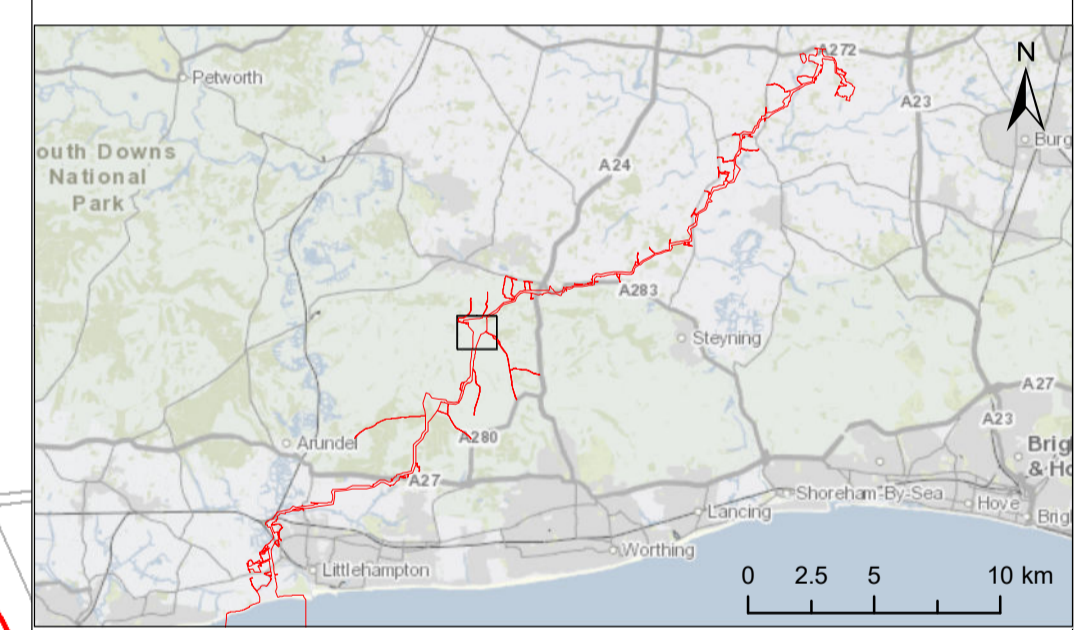 A272
N
Petworth
A23
Burg
outh Downs
National
Park
A24
A283
Steyning
A27
A23
Arundel
A280
Brig
& Ho
A27
Shoreham-By-Sea
Hove
Lancing
Brig
Worthing
Littlehampton
0 2.5 5 10 km